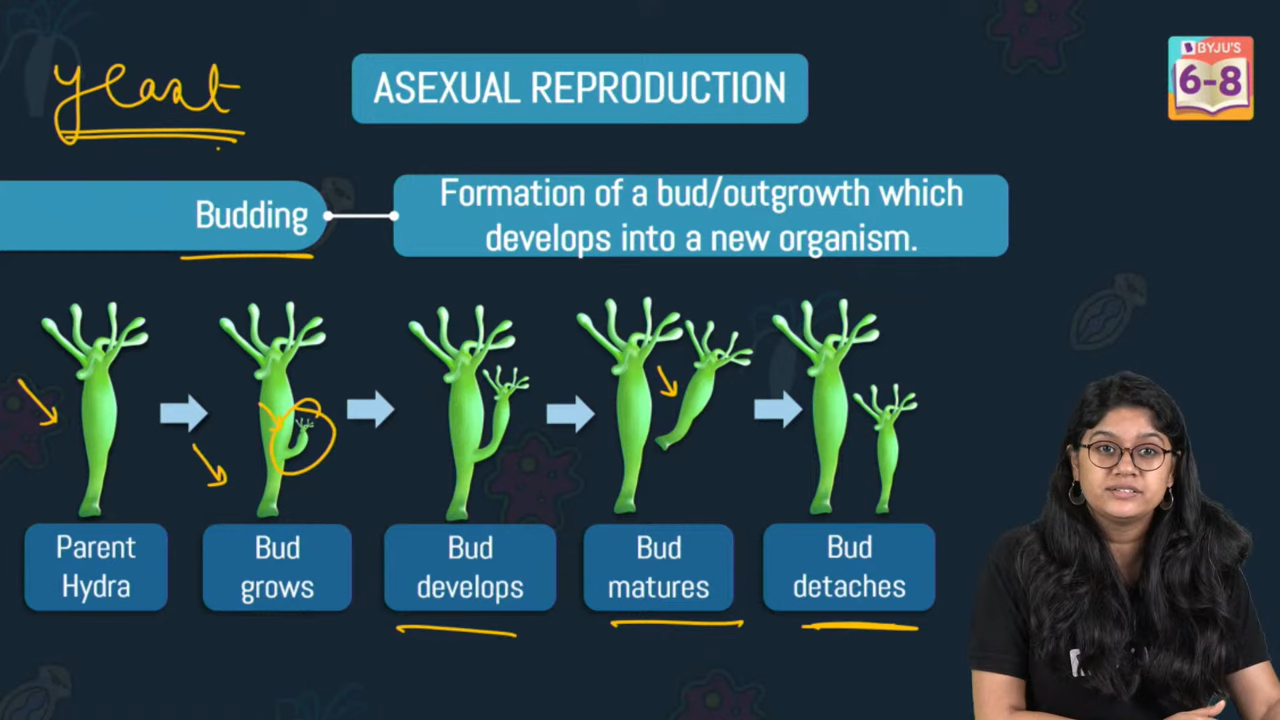 yeast
ASEXUAL REPRODUCTION
BYJU'S
6-8
Budding
Formation of a bud/outgrowth which
develops into a new organism.
Parent
Hydra
Bud
grows
Bud
develops
Bud
matures
Bud
detaches